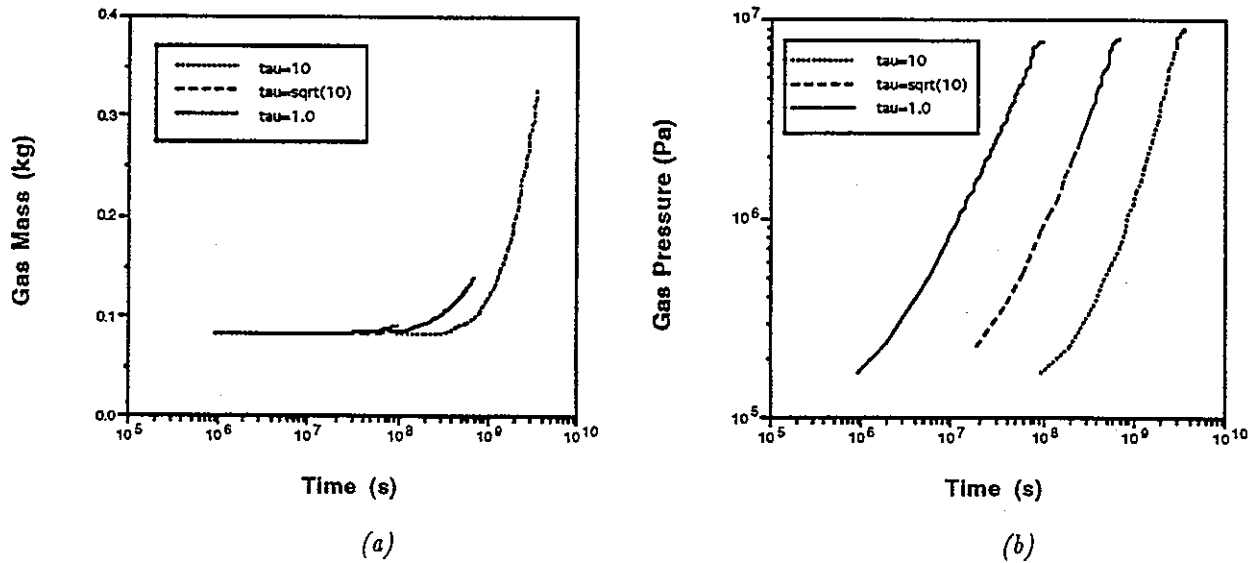 0.4
0.3
0.2
0.1
0.0
Gas Mass (kg)
tau=10
tau=sqrt(10)
tau=1.0
10^5 10^6 10^7 10^8 10^9 10^10
Time (s)
(a)
10^7
10^6
10^5
Gas Pressure (Pa)
tau=10
tau=sqrt(10)
tau=1.0
10^5 10^6 10^7 10^8 10^9 10^10
Time (s)
(b)